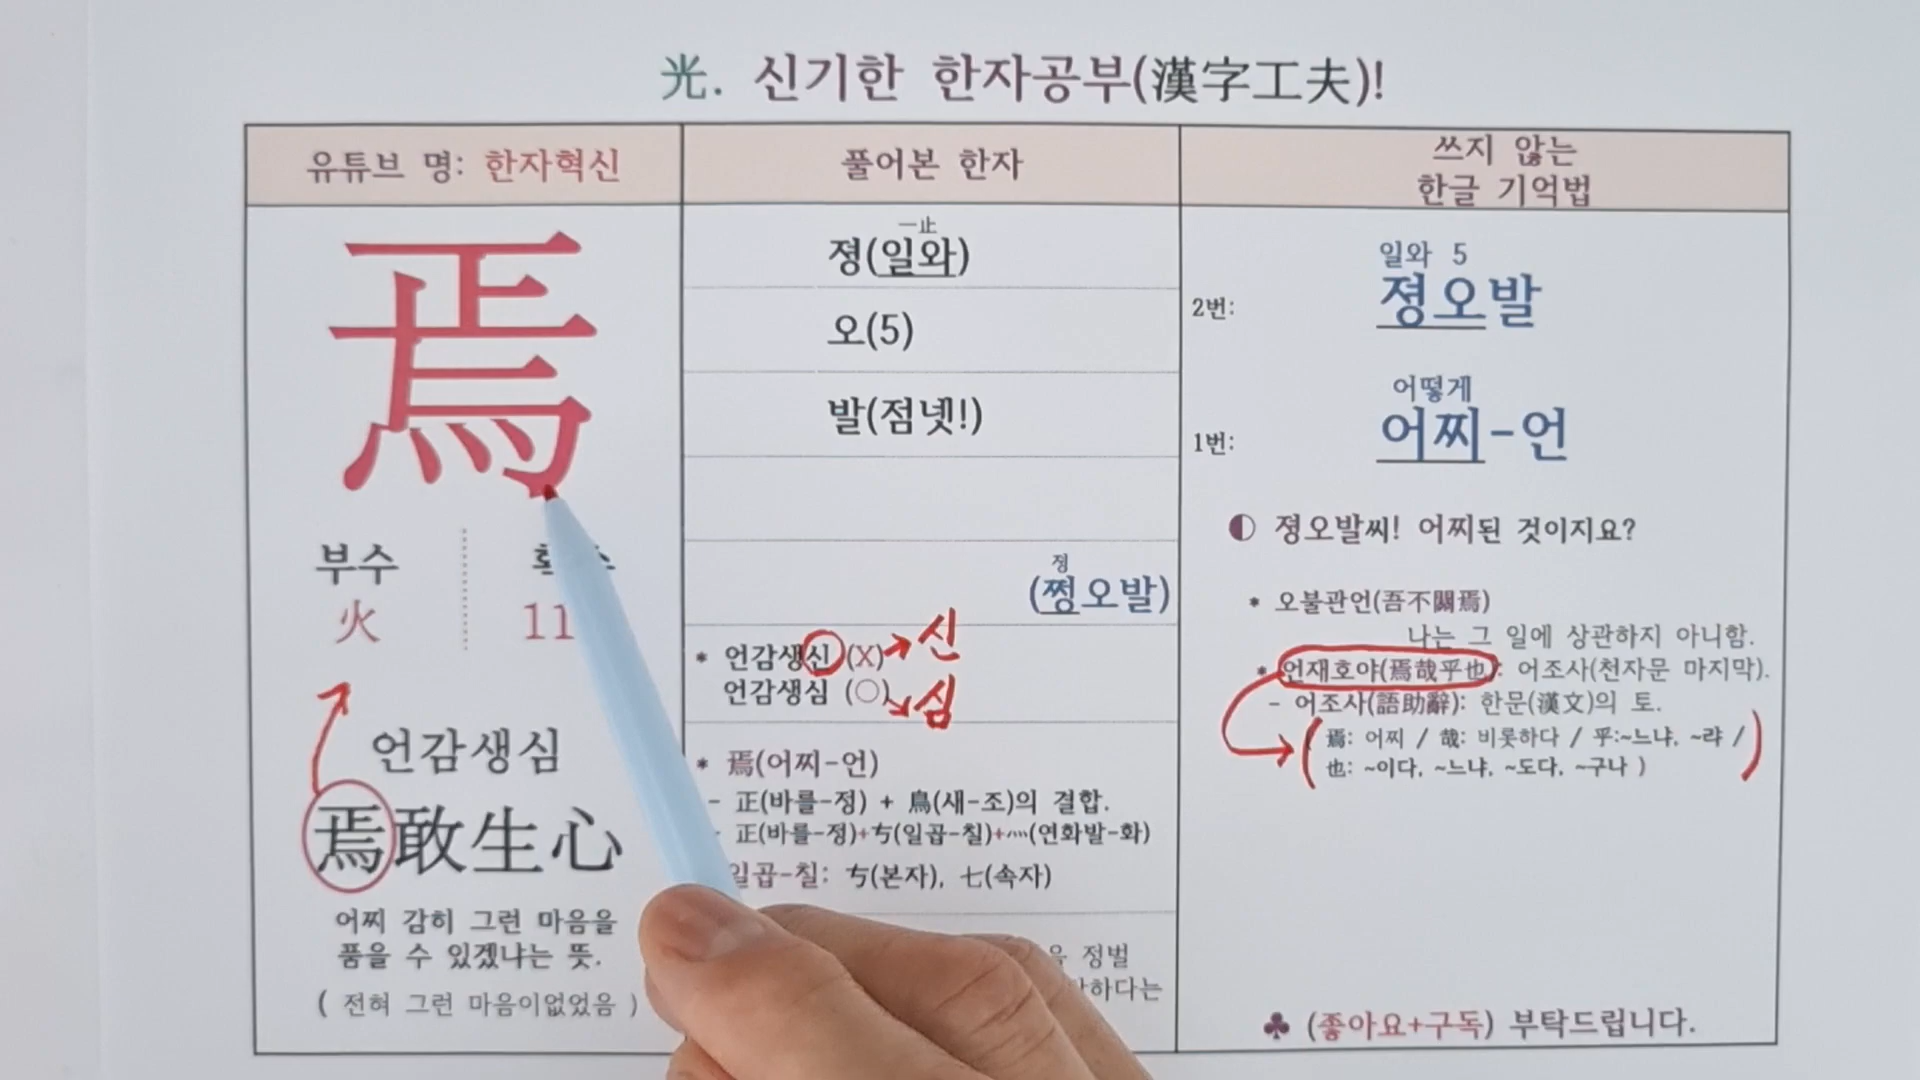 光. 신기한 한자공부(漢字工夫)!
유튜브 명: 한자혁신
풀어본 한자
쓰지 않는
한글 기억법
焉
부수
火
11
언감생심
焉敢生心
어찌 감히 그런 마음을
품을 수 있겠냐는 뜻.
( 전혀 그런 마음이없었음 )
一止
졍(일와)
오(5)
발(점넷!)
졍
(쩡오발)
* 언감생신 (X) → 신
언감생심 (○) → 심
* 焉(어찌-언)
- 正(바를-정) + 鳥(새-조)의 결합.
- 正(바를-정)+丂(일곱-칠)+灬(연화발-화)
일곱-칠: 丂(본자), 七(속자)
정벌
하다는
일와 5
2번: 졍오발
어떻게
1번: 어찌-언
◐ 졍오발씨! 어찌된 것이지요?
* 오불관언(吾不關焉)
나는 그 일에 상관하지 아니함.
* 언재호야(焉哉乎也): 어조사(천자문 마지막).
- 어조사(語助辭): 한문(漢文)의 토.
( 焉: 어찌 / 哉: 비롯하다 / 乎:~느냐, ~랴 /
也: ~이다, ~느냐, ~도다, ~구나 )
♣ (좋아요+구독) 부탁드립니다.